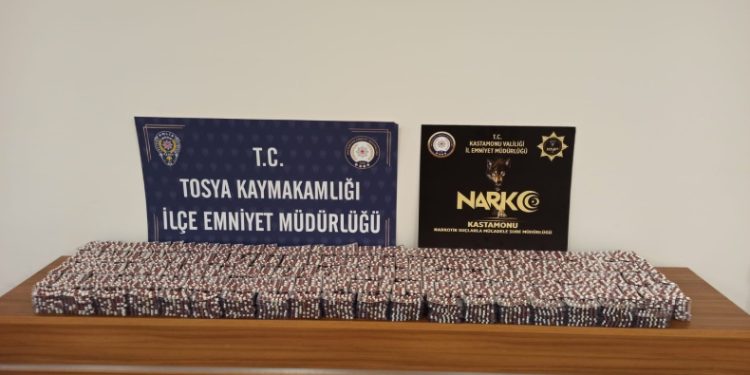 POLİS
T.C.
TOSYA KAYMAKAMLIĞI
İLÇE EMNİYET MÜDÜRLÜĞÜ
T.C.
KASTAMONU VALİLİĞİ
İL EMNİYET MÜDÜRLÜĞÜ
NARKO
KASTAMONU
NARKOTİK SUÇLARLA MÜCADELE ŞUBE MÜDÜRLÜĞÜ